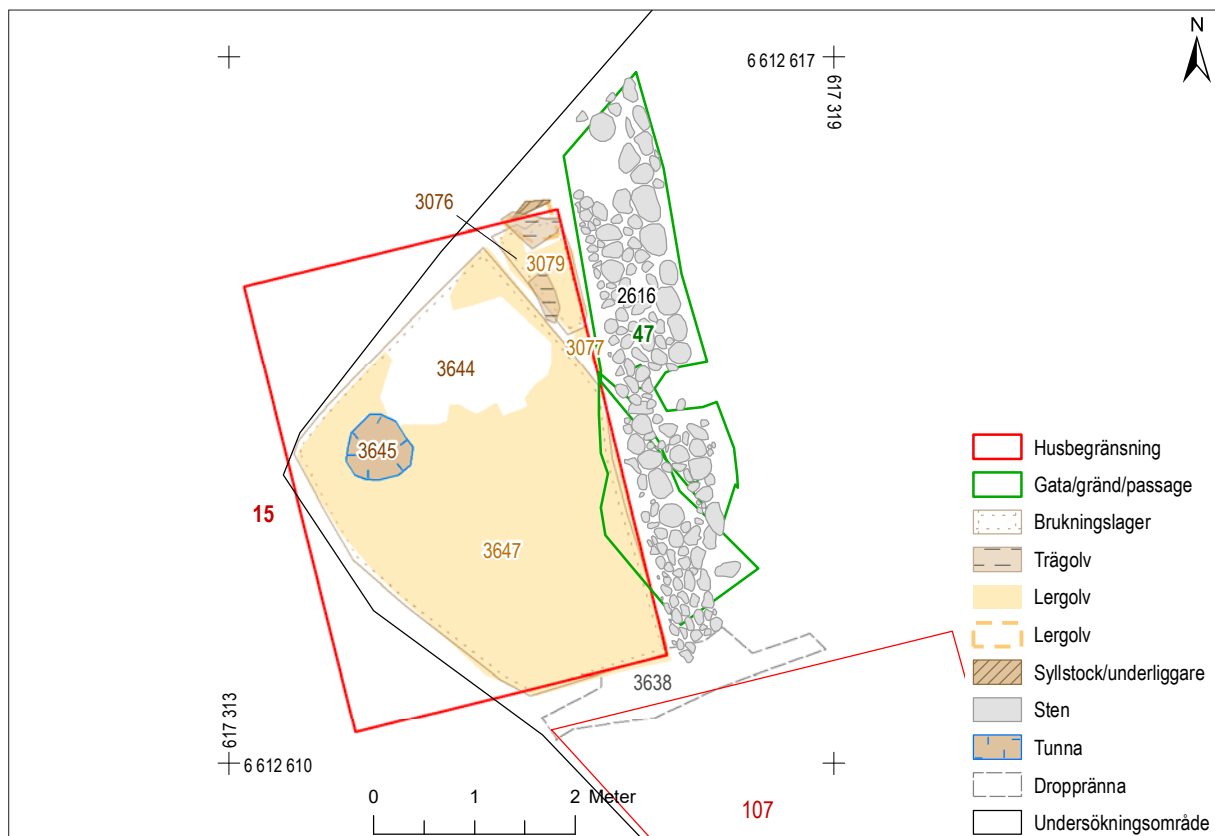 N
6 612 617
617 319
3076
3079
2616
47
3077
3644
3645
15
3647
3638
617 313
6 612 610
0 1 2 Meter
107
Husbegränsning
Gata/gränd/passage
Brukningslager
Trägolv
Lergolv
Lergolv
Syllstock/underliggare
Sten
Tunna
Droppränna
Undersökningsområde